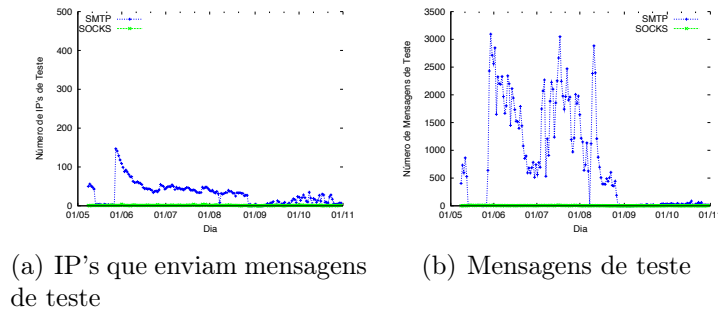 500
400
300
200
100
0
01/05 01/06 01/07 01/08 01/09 01/10 01/11
Número de IP's de Teste
Dia
SMTP
SOCKS
3500
3000
2500
2000
1500
1000
500
0
01/05 01/06 01/07 01/08 01/09 01/10
Número de Mensagens de Teste
Dia
SMTP
SOCKS
(a) IP's que enviam mensagens
de teste
(b) Mensagens de teste